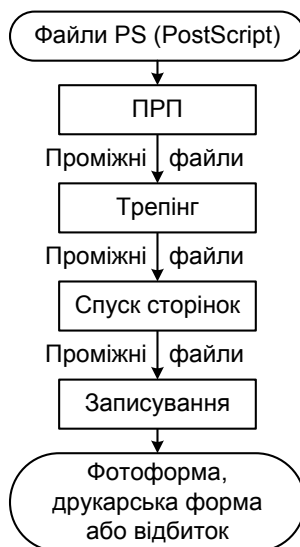 Файли PS (PostScript)
ПРП
Проміжні файли
Трепінг
Проміжні файли
Спуск сторінок
Проміжні файли
Записування
Фотоформа,
друкарська форма
або відбиток